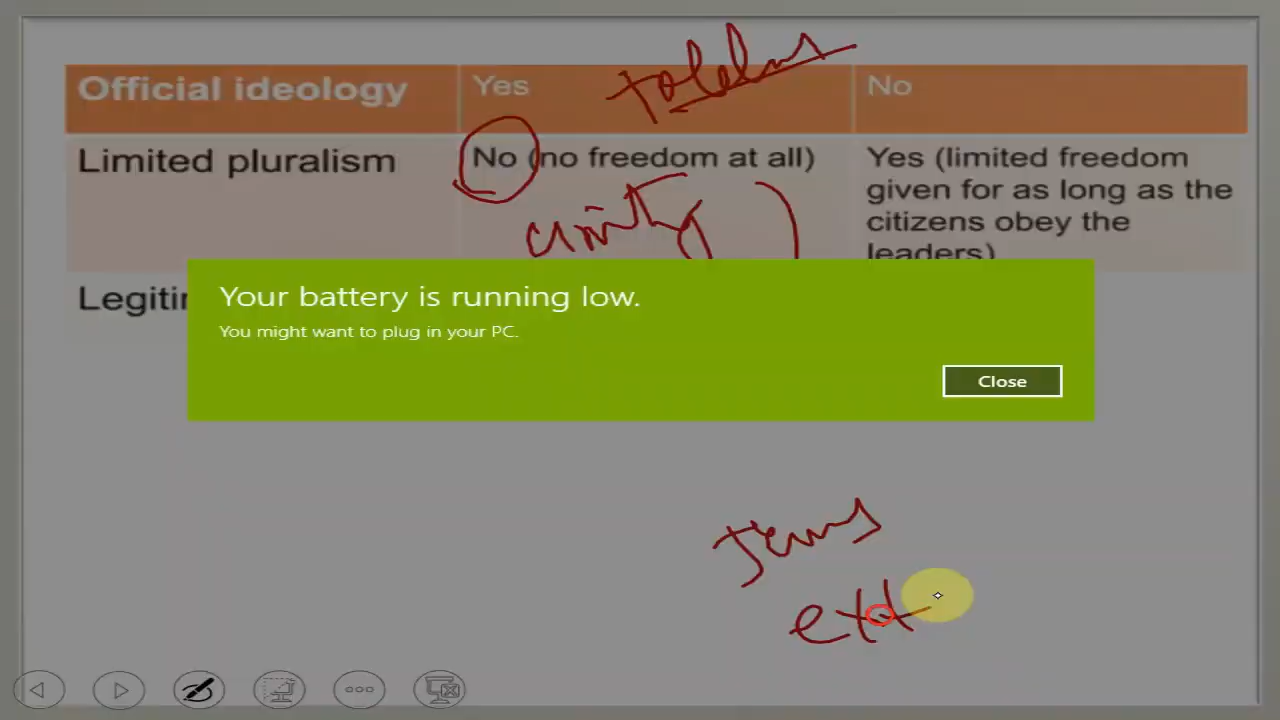 Official ideology Yes No
Limited pluralism No (no freedom at all) Yes (limited freedom
given for as long as the
citizens obey the
leaders)
Legitin
Your battery is running low.
You might want to plug in your PC.
Close
Jews